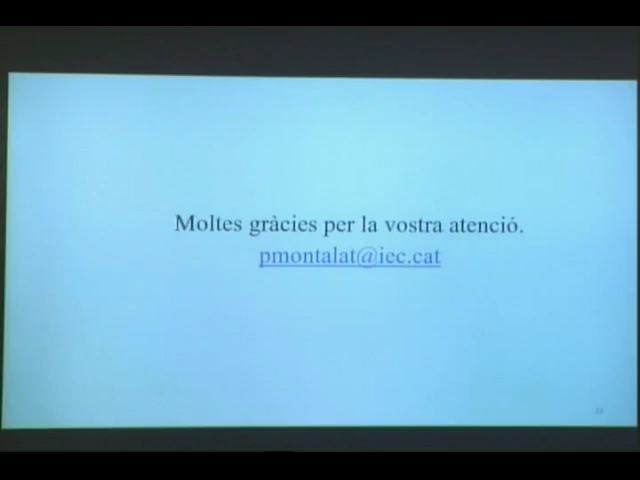 Moltes gràcies per la vostra atenció.
pmontalat@iec.cat